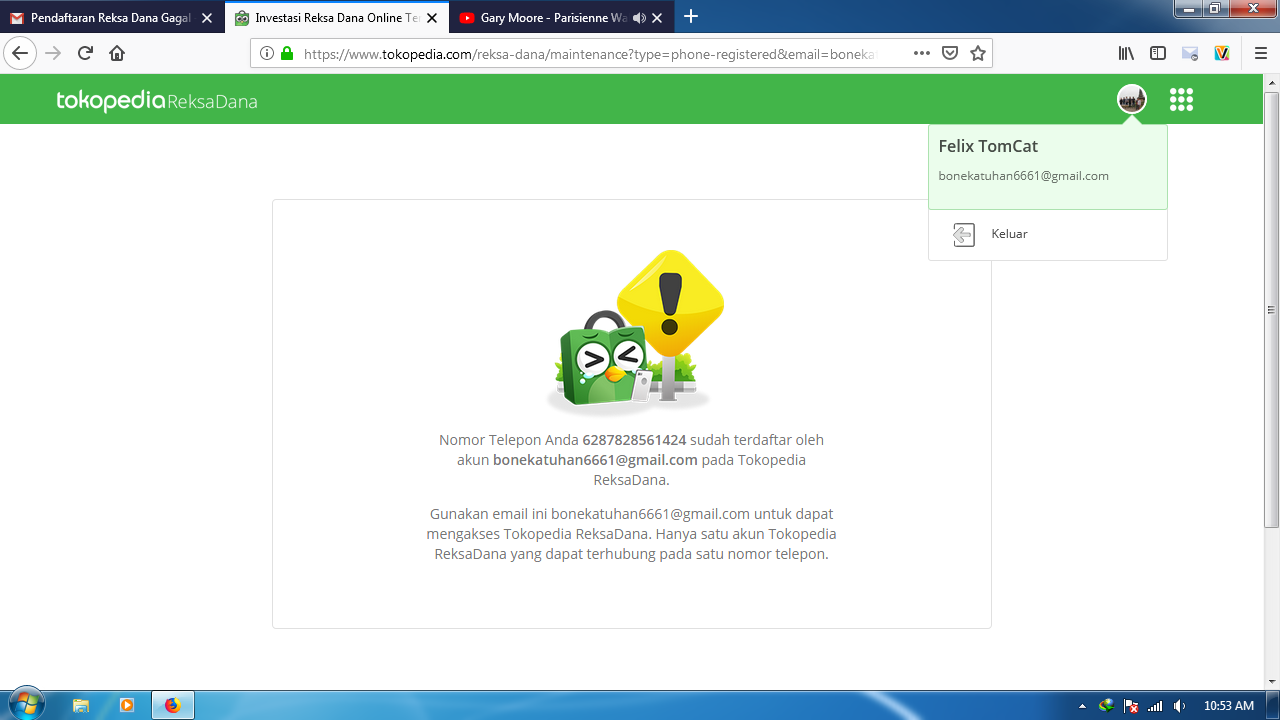 Pendaftaran Reksa Dana Gagal
Investasi Reksa Dana Online Ter
Gary Moore - Parisienne Wa
https://www.tokopedia.com/reksa-dana/maintenance?type=phone-registered&email=bonekat
tokopedia ReksaDana
Felix TomCat
bonekatuhan6661@gmail.com
Keluar
Nomor Telepon Anda 6287828561424 sudah terdaftar oleh
akun bonekatuhan6661@gmail.com pada Tokopedia
ReksaDana.
Gunakan email ini bonekatuhan6661@gmail.com untuk dapat
mengakses Tokopedia ReksaDana. Hanya satu akun Tokopedia
ReksaDana yang dapat terhubung pada satu nomor telepon.
10:53 AM